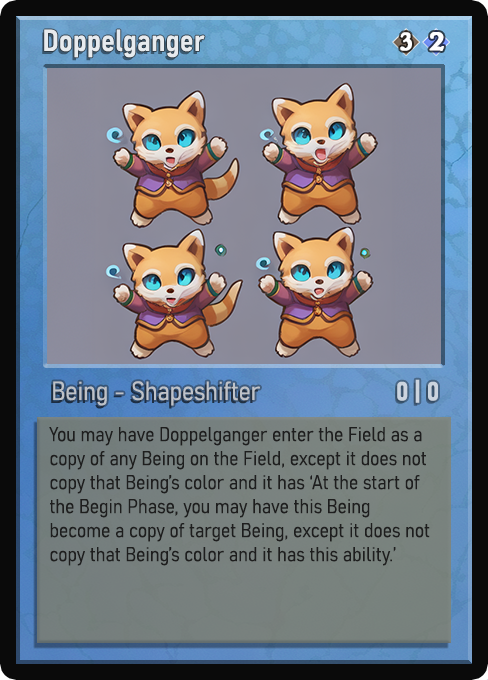 Doppelganger 3 2
Being - Shapeshifter 0|0
You may have Doppelganger enter the Field as a
copy of any Being on the Field, except it does not
copy that Being's color and it has ‘At the start of
the Begin Phase, you may have this Being
become a copy of target Being, except it does not
copy that Being's color and it has this ability.’